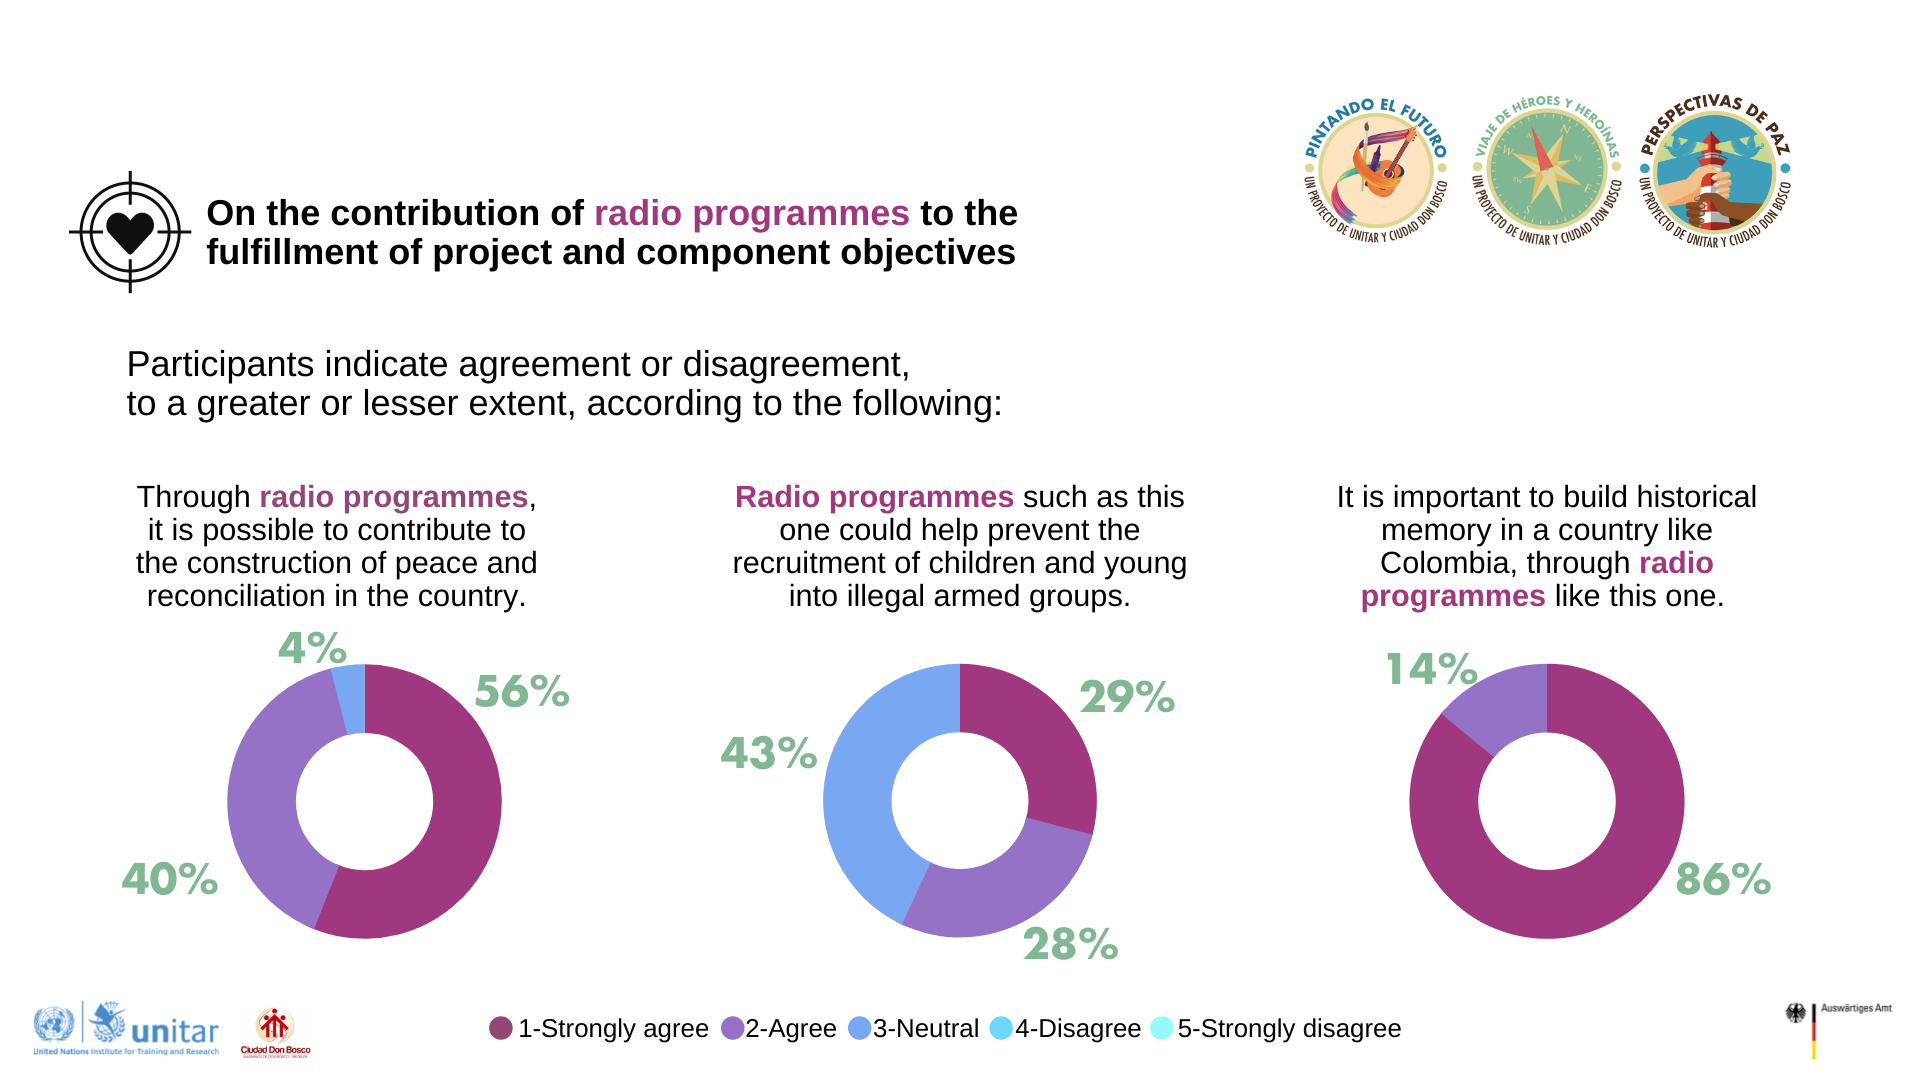 PINTANDO EL FUTURO
UN PROYECTO DE UNITAR Y CIUDAD DON BOSCO
VIAJE DE HÉROES Y HEROÍNAS
UN PROYECTO DE UNITAR Y CIUDAD DON BOSCO
PERSPECTIVAS DE PAZ
UN PROYECTO DE UNITAR Y CIUDAD DON BOSCO
On the contribution of radio programmes to the
fulfillment of project and component objectives
Participants indicate agreement or disagreement,
to a greater or lesser extent, according to the following:
Through radio programmes,
it is possible to contribute to
the construction of peace and
reconciliation in the country.
4%
56%
40%
Radio programmes such as this
one could help prevent the
recruitment of children and young
into illegal armed groups.
29%
43%
28%
It is important to build historical
memory in a country like
Colombia, through radio
programmes like this one.
14%
86%
1-Strongly agree 2-Agree 3-Neutral 4-Disagree 5-Strongly disagree
unitar
United Nations Institute for Training and Research
Ciudad Don Bosco
Auswärtiges Amt